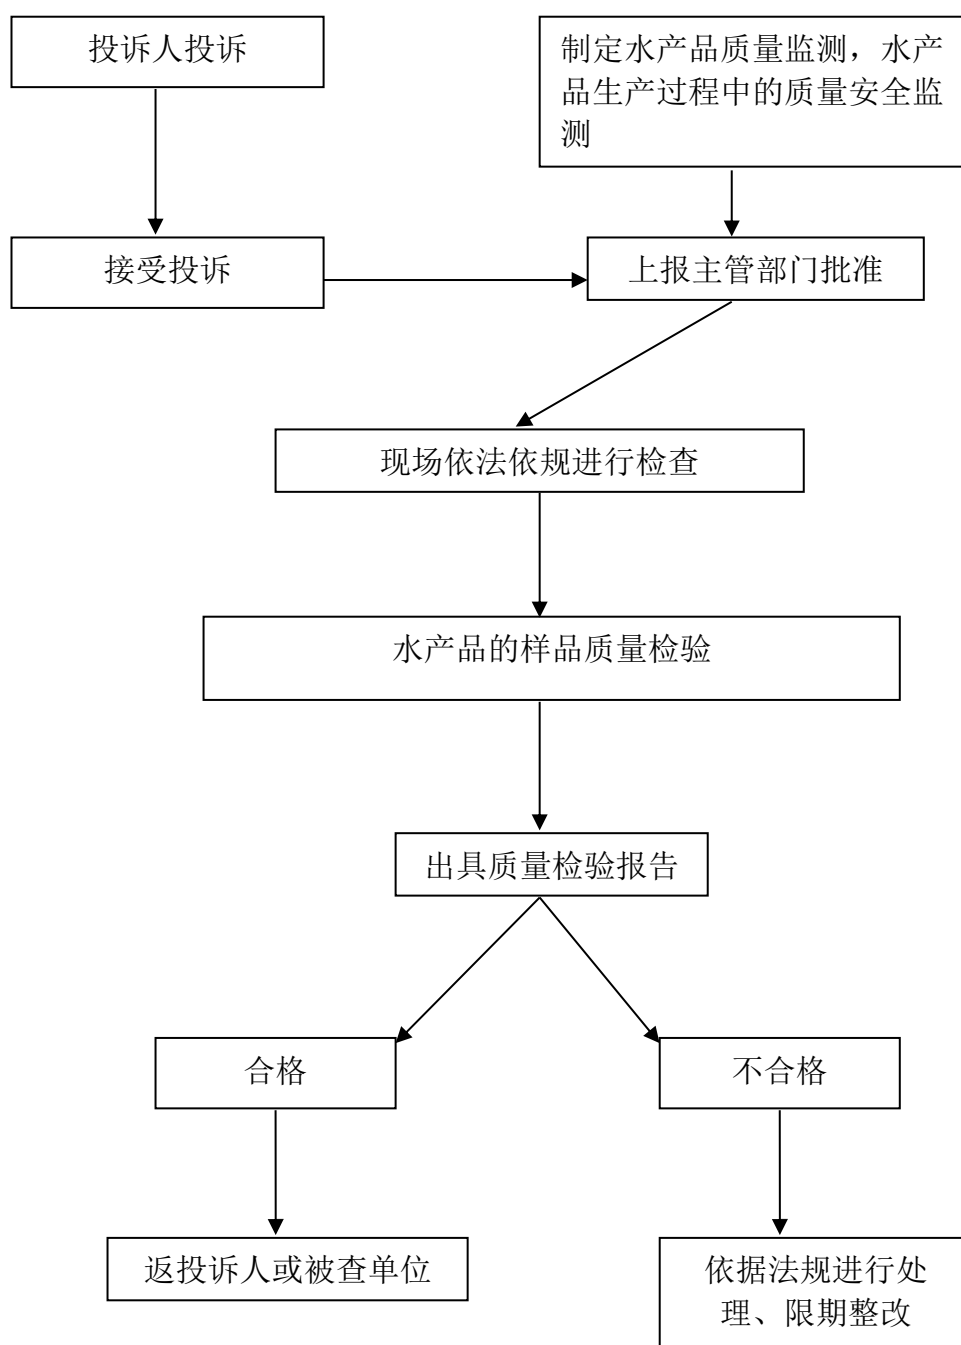 投诉人投诉
制定水产品质量监测，水产
品生产过程中的质量安全监
测
接受投诉
上报主管部门批准
现场依法依规进行检查
水产品的样品质量检验
出具质量检验报告
合格
不合格
返投诉人或被查单位
依据法规进行处
理、限期整改